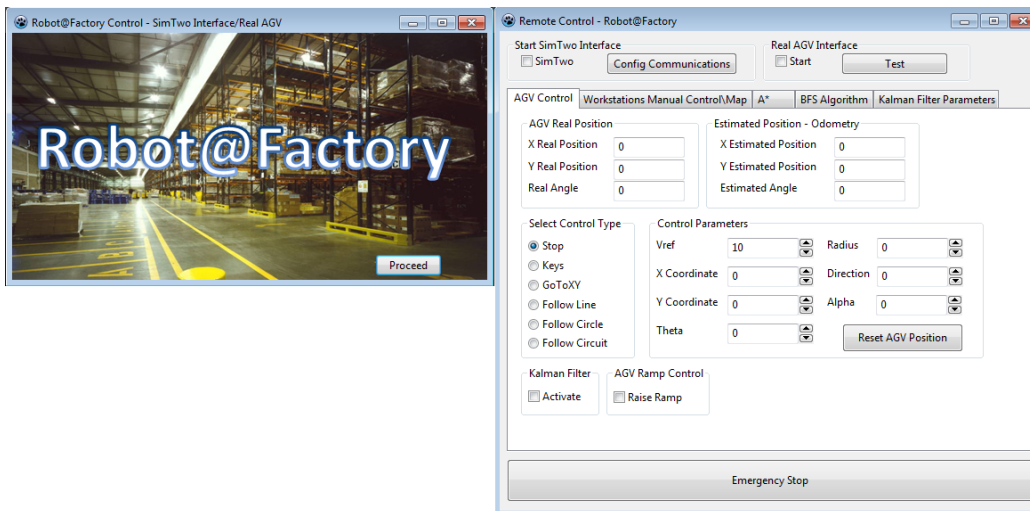 Robot@Factory Control - SimTwo Interface/Real AGV
Robot@Factory
A B C
Proceed
Remote Control - Robot@Factory
Start SimTwo Interface
SimTwo
Config Communications
Real AGV Interface
Start
Test
AGV Control Workstations Manual Control\Map A* BFS Algorithm Kalman Filter Parameters
AGV Real Position
X Real Position 0
Y Real Position 0
Real Angle 0
Estimated Position - Odometry
X Estimated Position 0
Y Estimated Position 0
Estimated Angle 0
Select Control Type
Stop
Keys
GoToXY
Follow Line
Follow Circle
Follow Circuit
Control Parameters
Vref 10 Radius 0
X Coordinate 0 Direction 0
Y Coordinate 0 Alpha 0
Theta 0 Reset AGV Position
Kalman Filter
Activate
AGV Ramp Control
Raise Ramp
Emergency Stop